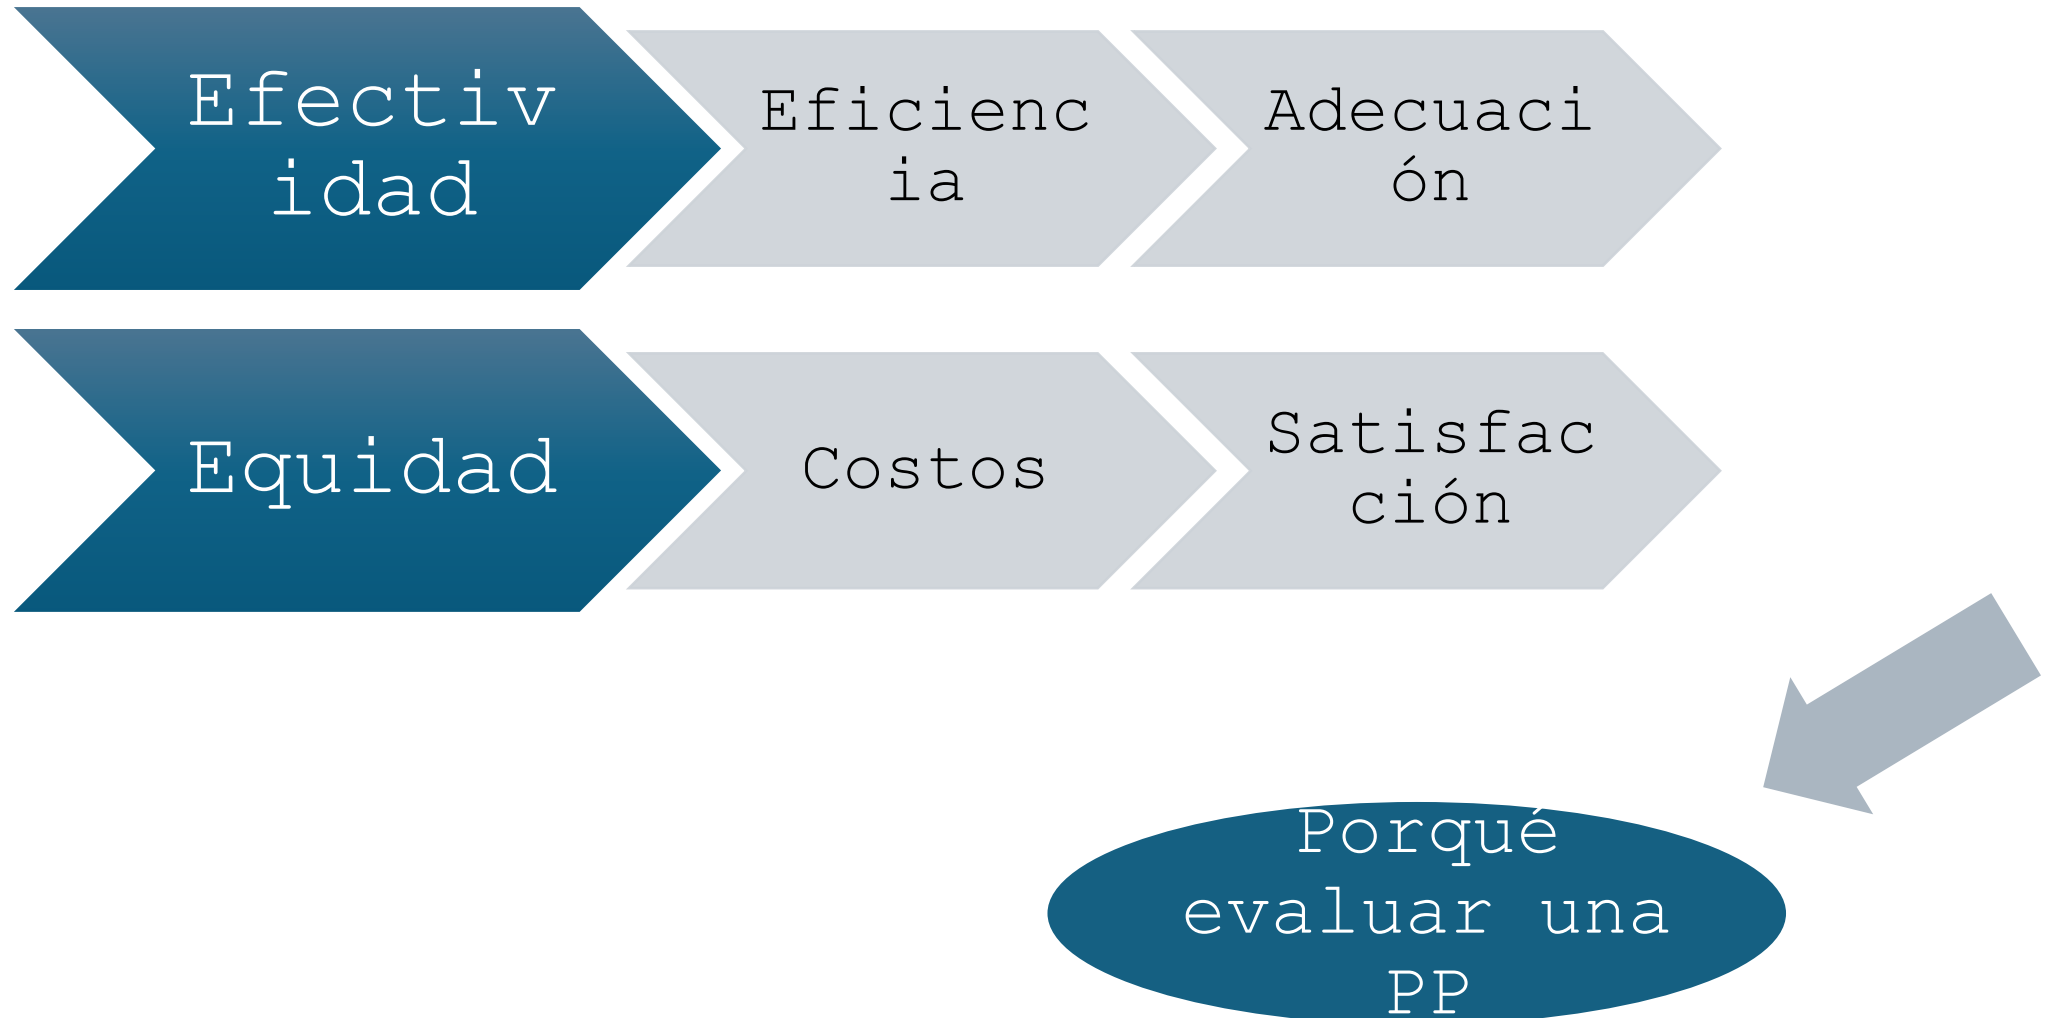 Efectiv
idad
Eficienc
ia
Adecuaci
ón
Equidad
Costos
Satisfac
ción
Porqué
evaluar una
PP